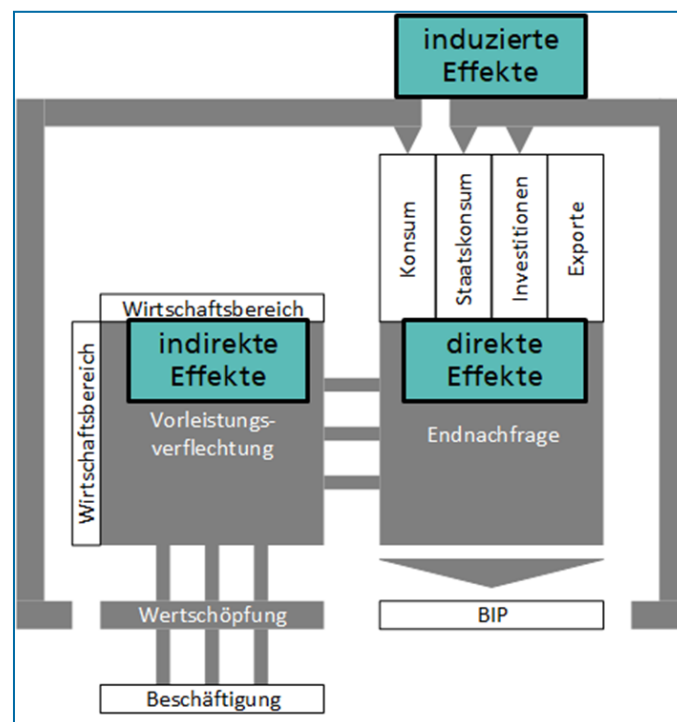 induzierte
Effekte
Konsum
Staatskonsum
Investitionen
Exporte
Wirtschaftsbereich
Wirtschaftsbereich
indirekte
Effekte
direkte
Effekte
Vorleistungs-
verflechtung
Endnachfrage
Wertschöpfung
BIP
Beschäftigung